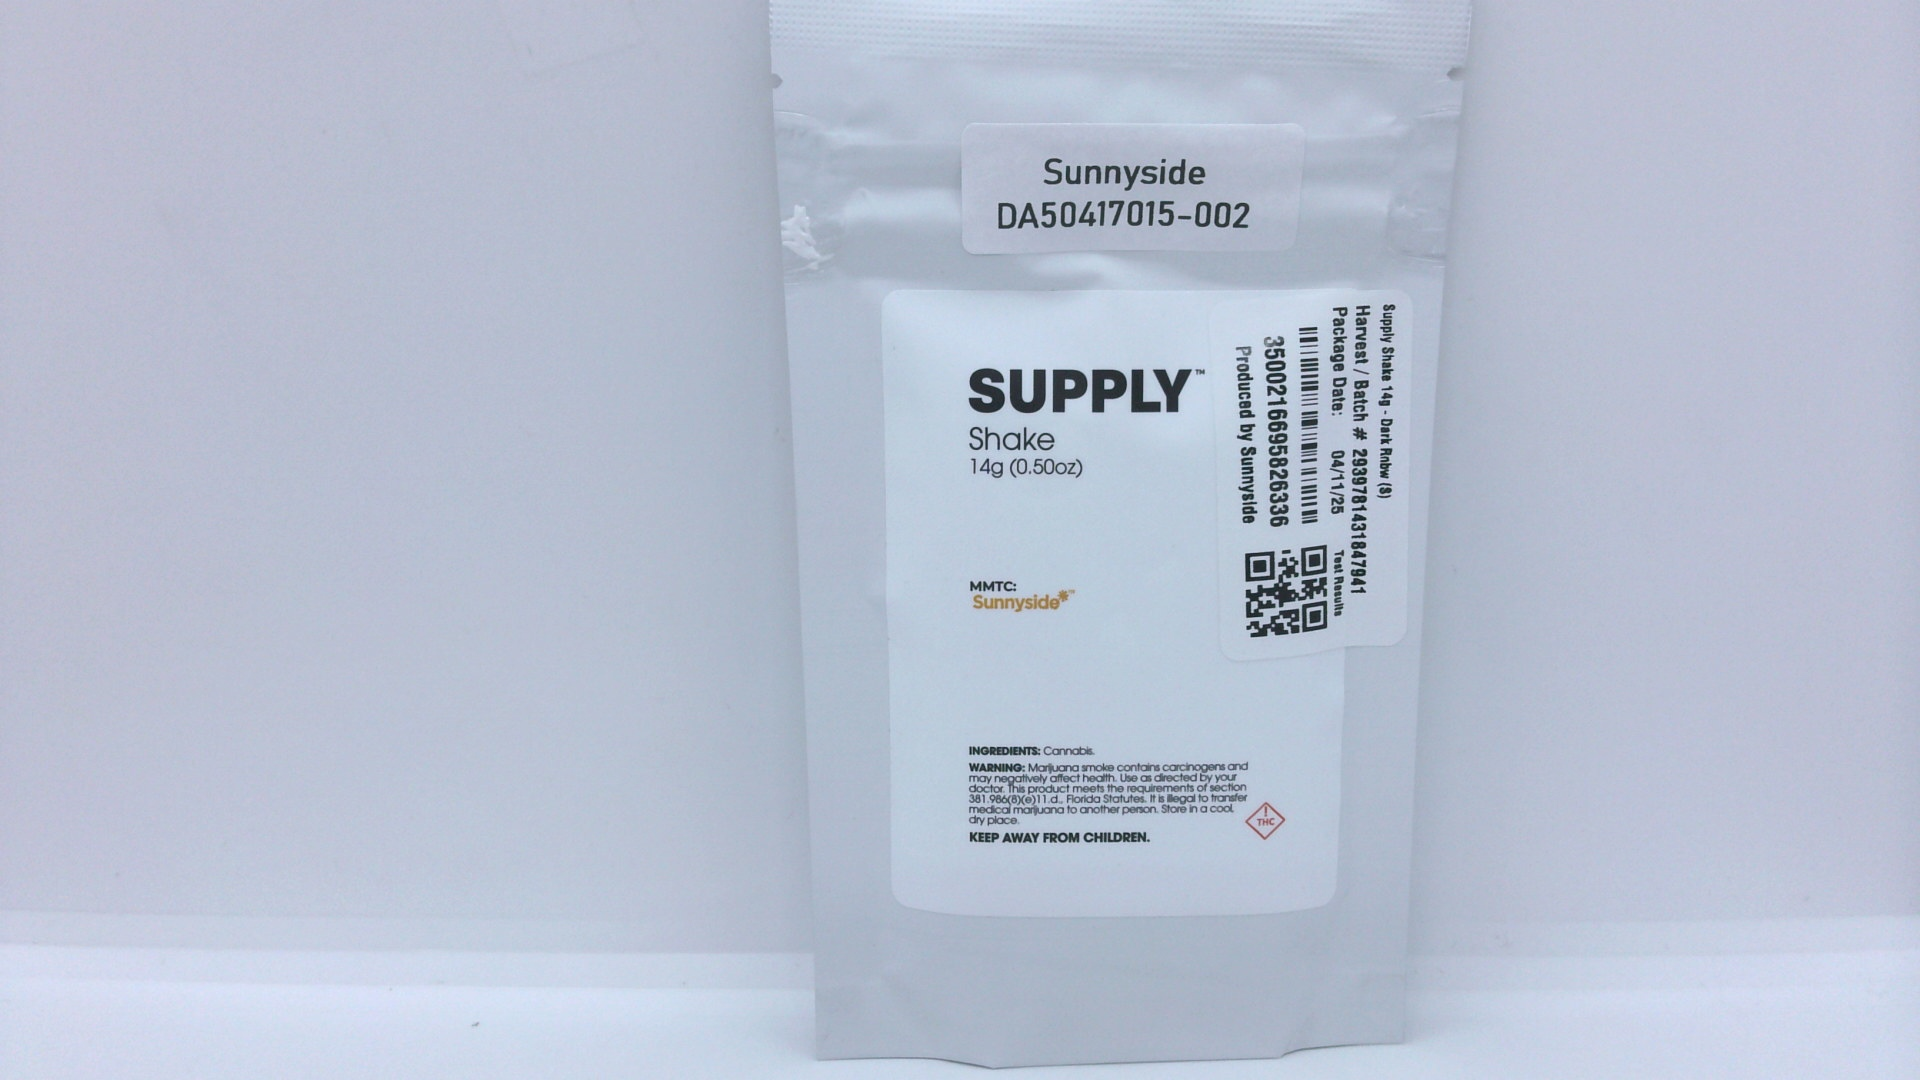 Sunnyside
DA50417015-002
SUPPLY™
Shake
14g (0.50oz)
MMTC:
Sunnyside™
INGREDIENTS: Cannabis.
WARNING: Marijuana smoke contains carcinogens and
may negatively affect health. Use as directed by your
doctor. This product meets the requirements of section
381.986(8)(e)11.d., Florida Statutes. It is illegal to transfer
medical marijuana to another person. Store in a cool,
dry place.
KEEP AWAY FROM CHILDREN.
!
THC
Supply Shake 14g - Dark Rnbw (S)
Harvest / Batch # 2939781431847941
Package Date: 04/11/25
Test Results
3500216695826336
Produced by Sunnyside